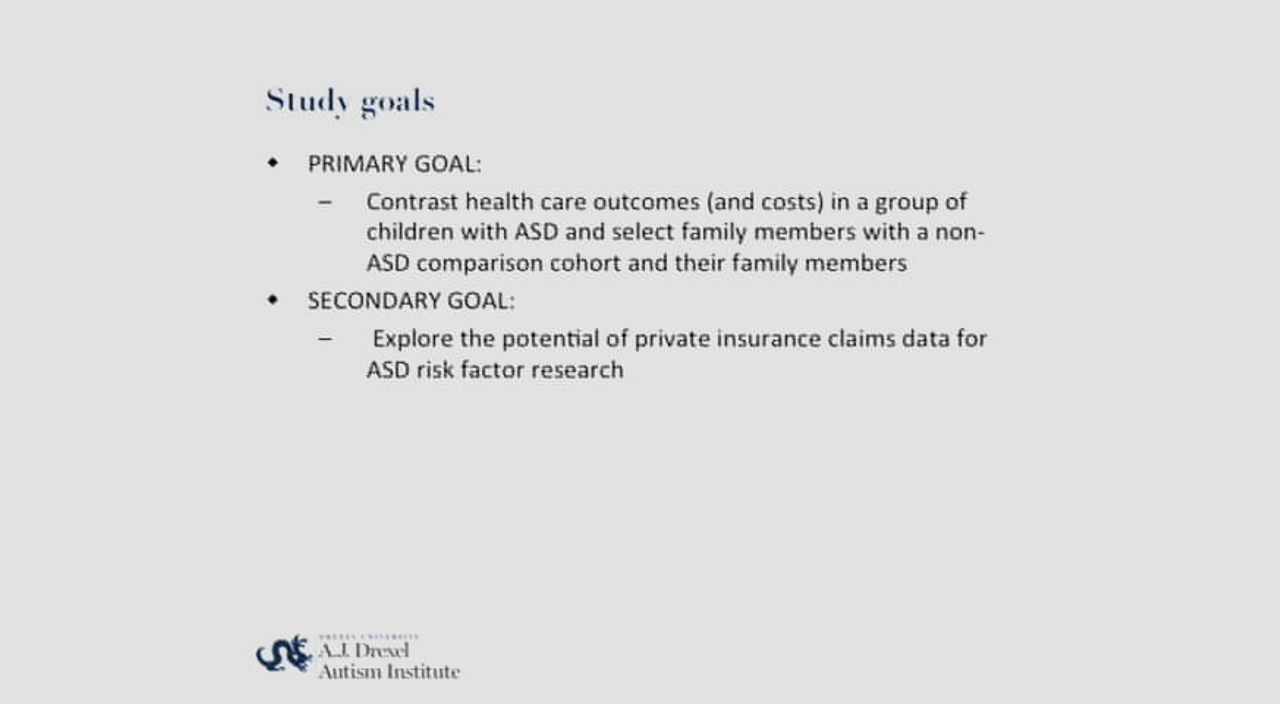 Study goals
◆ PRIMARY GOAL:
– Contrast health care outcomes (and costs) in a group of
children with ASD and select family members with a non-
ASD comparison cohort and their family members
◆ SECONDARY GOAL:
– Explore the potential of private insurance claims data for
ASD risk factor research
DREXEL UNIVERSITY
A.J. Drexel
Autism Institute